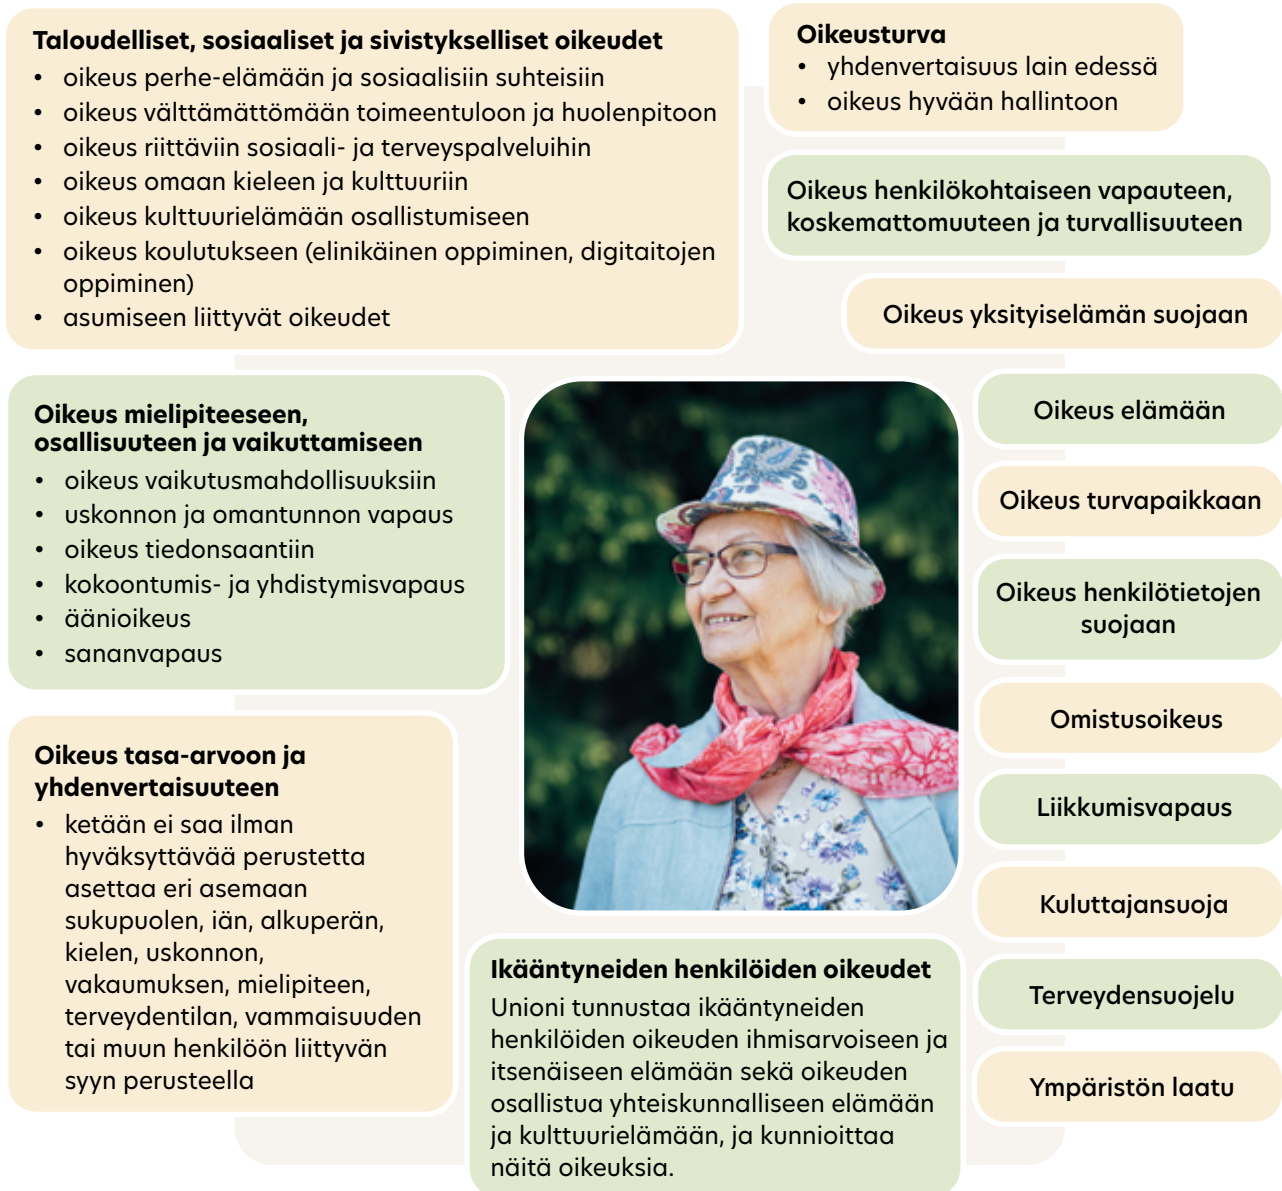 Taloudelliset, sosiaaliset ja sivistykselliset oikeudet
• oikeus perhe-elämään ja sosiaalisiin suhteisiin
• oikeus välttämättömään toimeentuloon ja huolenpitoon
• oikeus riittäviin sosiaali- ja terveyspalveluihin
• oikeus omaan kieleen ja kulttuuriin
• oikeus kulttuurielämään osallistumiseen
• oikeus koulutukseen (elinikäinen oppiminen, digitaitojen
oppiminen)
• asumiseen liittyvät oikeudet
Oikeusturva
• yhdenvertaisuus lain edessä
• oikeus hyvään hallintoon
Oikeus henkilökohtaiseen vapauteen,
koskemattomuuteen ja turvallisuuteen
Oikeus yksityiselämän suojaan
Oikeus mielipiteeseen,
osallisuuteen ja vaikuttamiseen
• oikeus vaikutusmahdollisuuksiin
• uskonnon ja omantunnon vapaus
• oikeus tiedonsaantiin
• kokoontumis- ja yhdistymisvapaus
• äänioikeus
• sananvapaus
Oikeus elämään
Oikeus turvapaikkaan
Oikeus henkilötietojen
suojaan
Omistusoikeus
Liikkumisvapaus
Kuluttajansuoja
Terveydensuojelu
Ympäristön laatu
Oikeus tasa-arvoon ja
yhdenvertaisuuteen
• ketään ei saa ilman
hyväksyttävää perustetta
asettaa eri asemaan
sukupuolen, iän, alkuperän,
kielen, uskonnon,
vakaumuksen, mielipiteen,
terveydentilan, vammaisuuden
tai muun henkilöön liittyvän
syyn perusteella
Ikääntyneiden henkilöiden oikeudet
Unioni tunnustaa ikääntyneiden
henkilöiden oikeuden ihmisarvoiseen ja
itsenäiseen elämään sekä oikeuden
osallistua yhteiskunnalliseen elämään
ja kulttuurielämään, ja kunnioittaa
näitä oikeuksia.